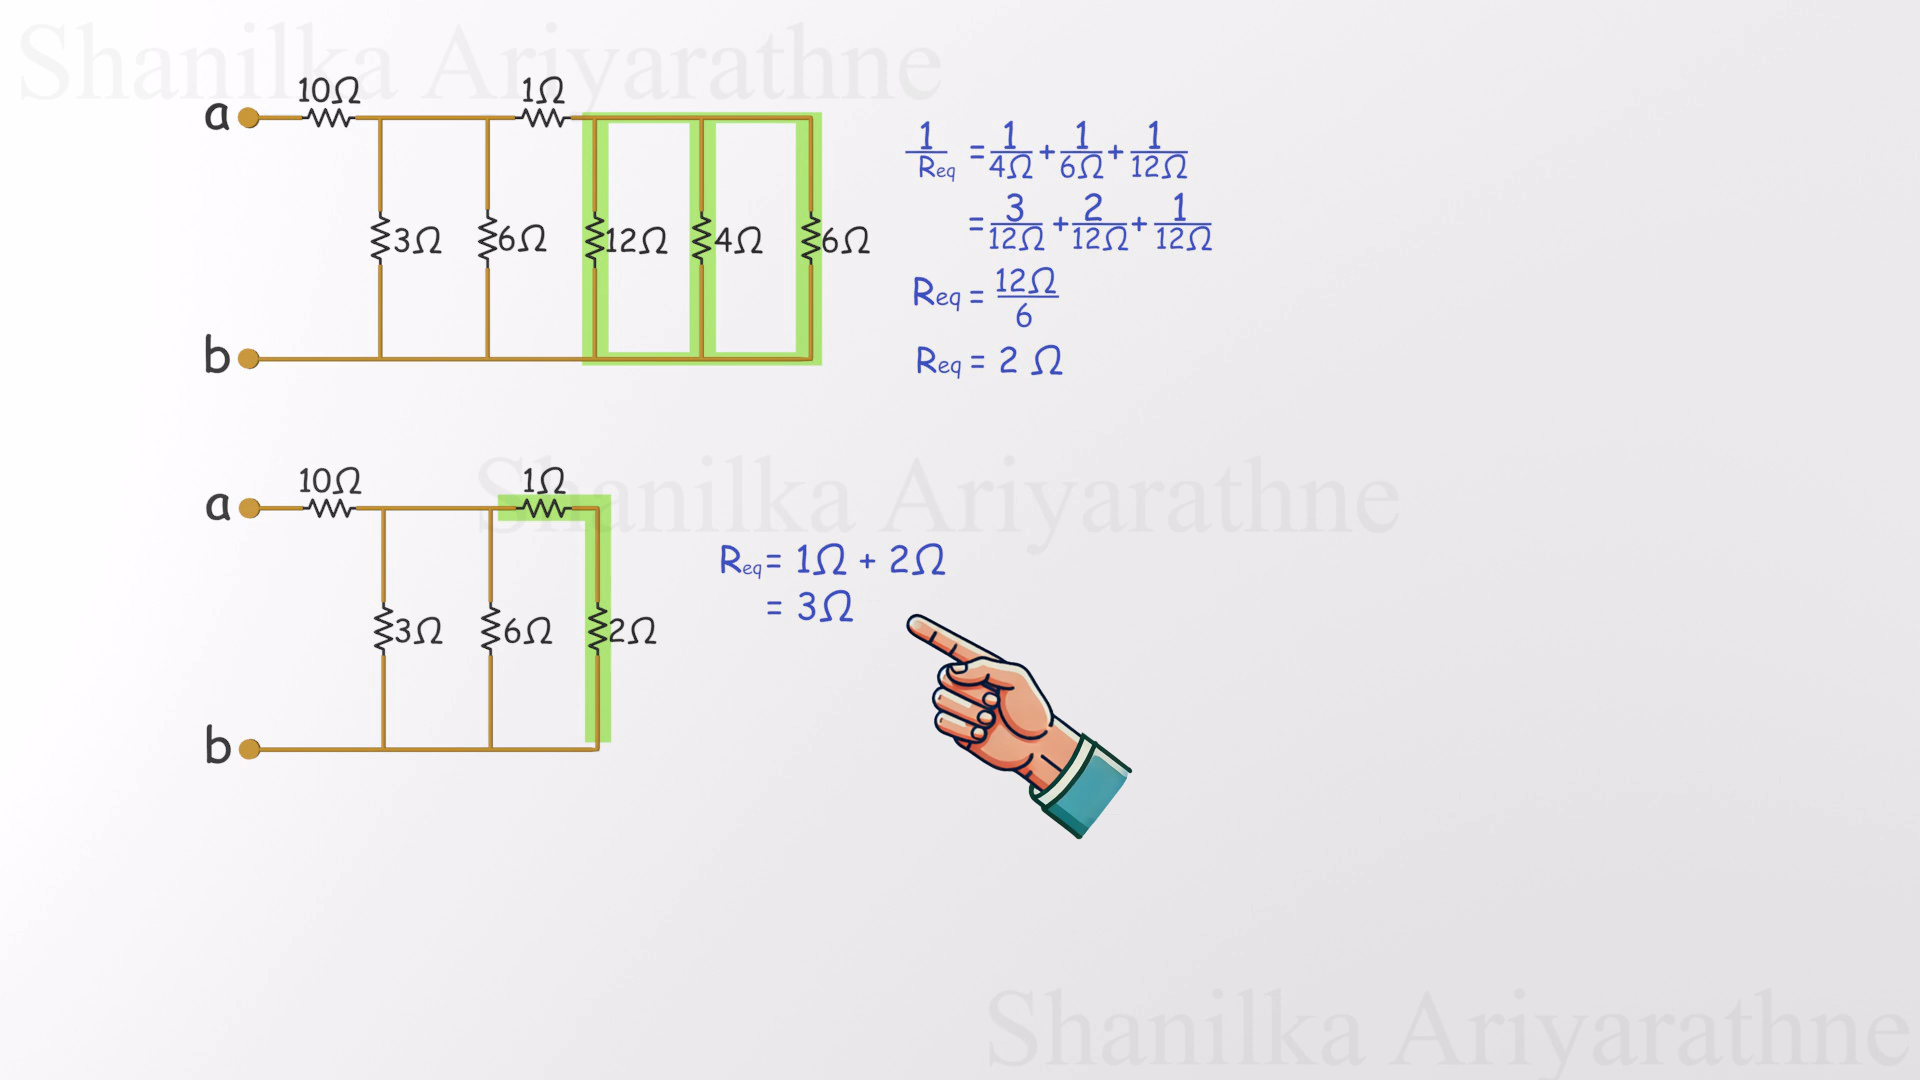 Shanilka Ariyarathne
10Ω 1Ω
a
3Ω 6Ω 12Ω 4Ω 6Ω
b
1/Req = 1/4Ω + 1/6Ω + 1/12Ω
= 3/12Ω + 2/12Ω + 1/12Ω
Req = 12Ω/6
Req = 2 Ω
Shanilka Ariyarathne
10Ω 1Ω
a
3Ω 6Ω 2Ω
b
Req = 1Ω + 2Ω
= 3Ω
Shanilka Ariyarathne